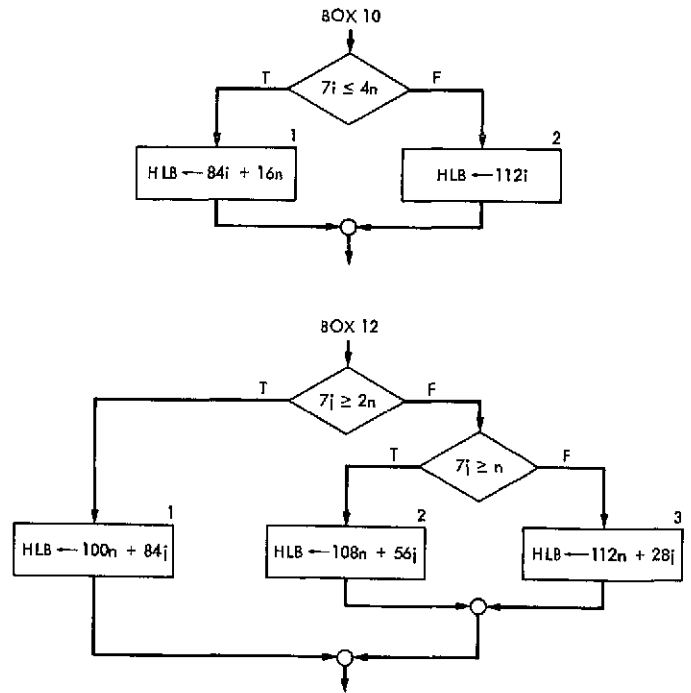 BOX 10
T
7i ≤ 4n
F
1
HLB ← 84i + 16n
2
HLB ← 112i
BOX 12
T
7j ≥ 2n
F
T
7j ≥ n
F
1
HLB ← 100n + 84j
2
HLB ← 108n + 56j
3
HLB ← 112n + 28j